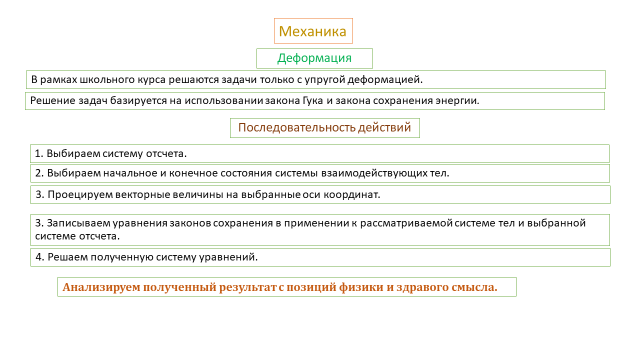 Механика
Деформация
В рамках школьного курса решаются задачи только с упругой деформацией.
Решение задач базируется на использовании закона Гука и закона сохранения энергии.
Последовательность действий
1. Выбираем систему отсчета.
2. Выбираем начальное и конечное состояния системы взаимодействующих тел.
3. Проецируем векторные величины на выбранные оси координат.
3. Записываем уравнения законов сохранения в применении к рассматриваемой системе тел и выбранной
системе отсчета.
4. Решаем полученную систему уравнений.
Анализируем полученный результат с позиций физики и здравого смысла.